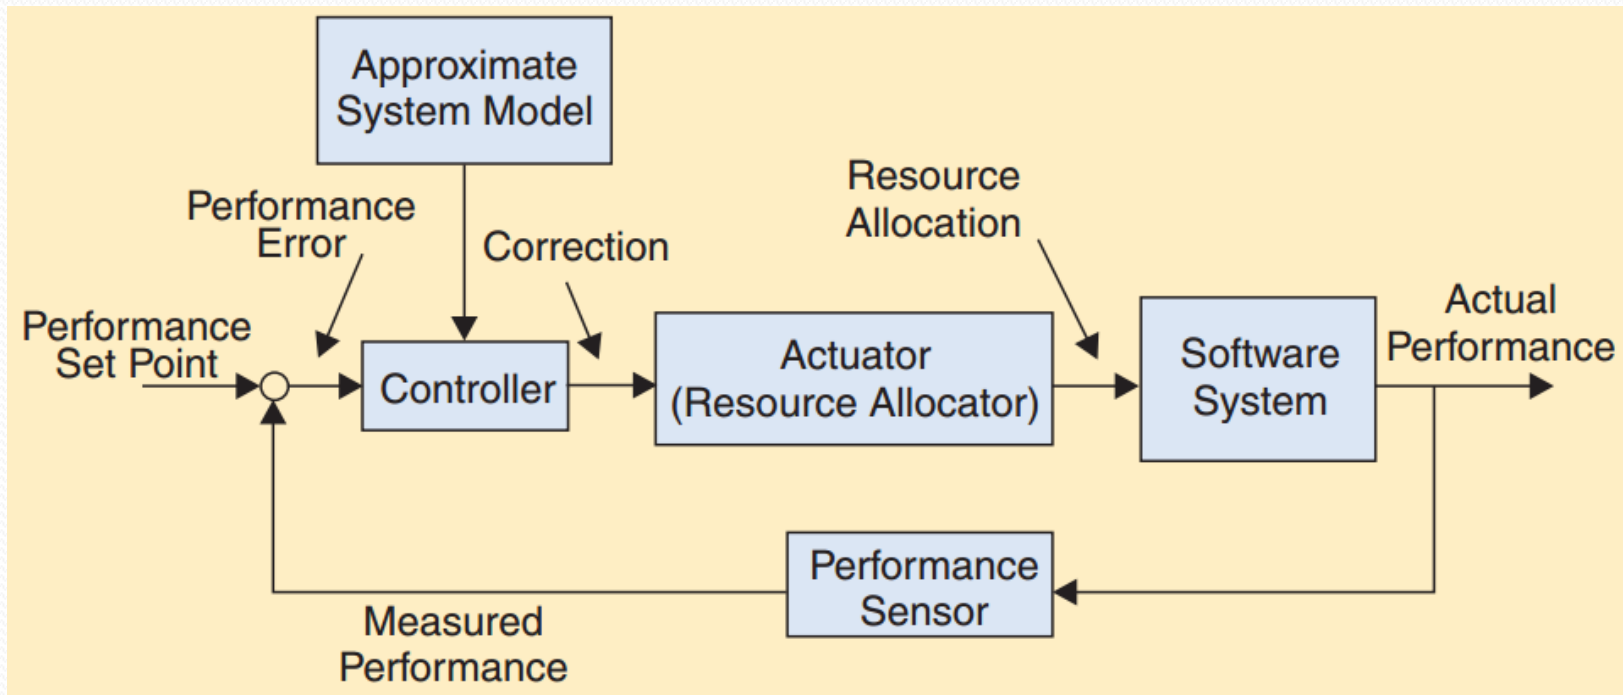 Approximate
System Model
Performance
Error
Correction
Resource
Allocation
Performance
Set Point
Controller
Actuator
(Resource Allocator)
Software
System
Actual
Performance
Performance
Sensor
Measured
Performance